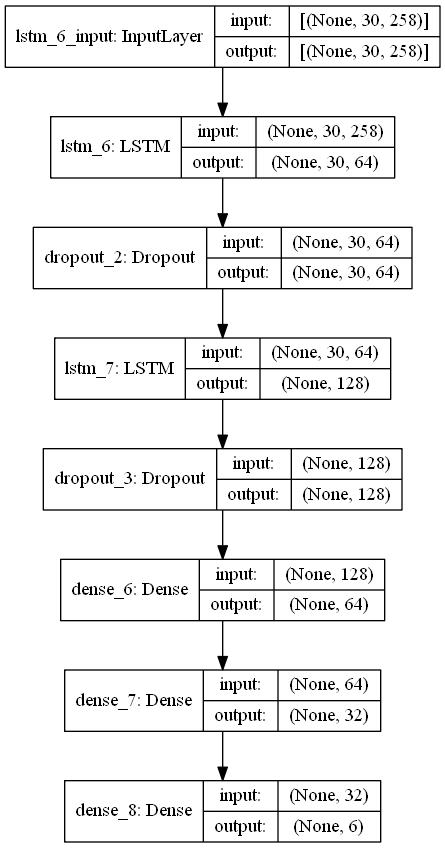 lstm_6_input: InputLayer
input: [(None, 30, 258)]
output: [(None, 30, 258)]
lstm_6: LSTM
input: (None, 30, 258)
output: (None, 30, 64)
dropout_2: Dropout
input: (None, 30, 64)
output: (None, 30, 64)
lstm_7: LSTM
input: (None, 30, 64)
output: (None, 128)
dropout_3: Dropout
input: (None, 128)
output: (None, 128)
dense_6: Dense
input: (None, 128)
output: (None, 64)
dense_7: Dense
input: (None, 64)
output: (None, 32)
dense_8: Dense
input: (None, 32)
output: (None, 6)